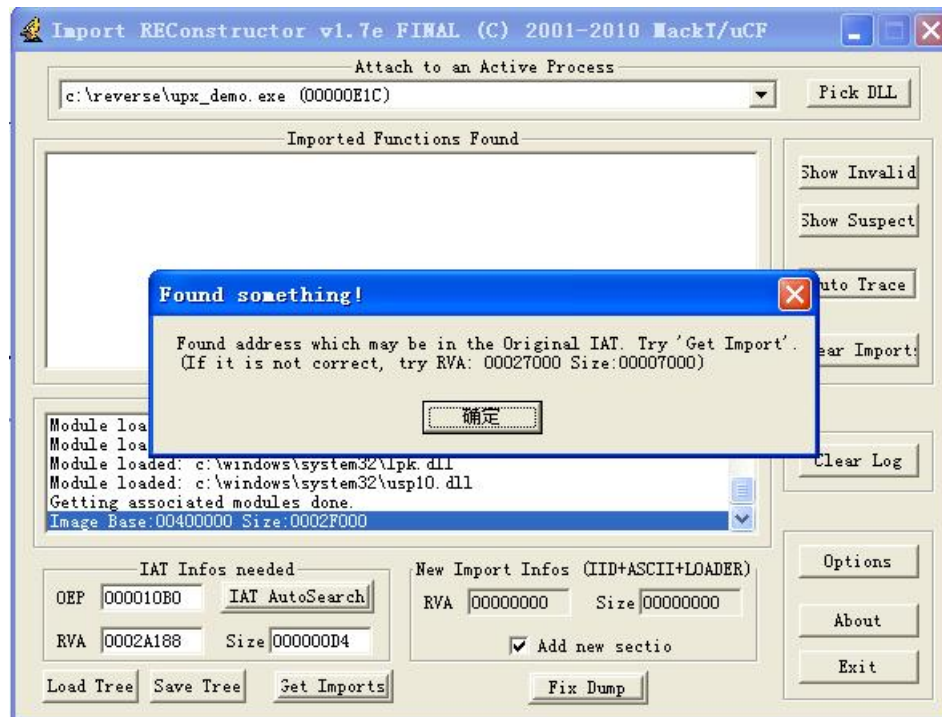 Import REConstructor v1.7e FINAL (C) 2001-2010 MackT/uCF
Attach to an Active Process
c:\reverse\upx_demo.exe (00000E1C)
Pick DLL
Imported Functions Found
Show Invalid
Show Suspect
uto Trace
ear Import
Found something!
Found address which may be in the Original IAT. Try 'Get Import'.
(If it is not correct, try RVA: 00027000 Size:00007000)
确定
Module loa
Module loa
Module loaded: c:\windows\system32\lpk.dll
Module loaded: c:\windows\system32\usp10.dll
Getting associated modules done.
Image Base:00400000 Size:0002F000
Clear Log
IAT Infos needed
OEP 000010B0 IAT AutoSearch
RVA 0002A188 Size 000000D4
New Import Infos (IID+ASCII+LOADER)
RVA 00000000 Size 00000000
Add new sectio
Options
About
Exit
Load Tree Save Tree Get Imports Fix Dump